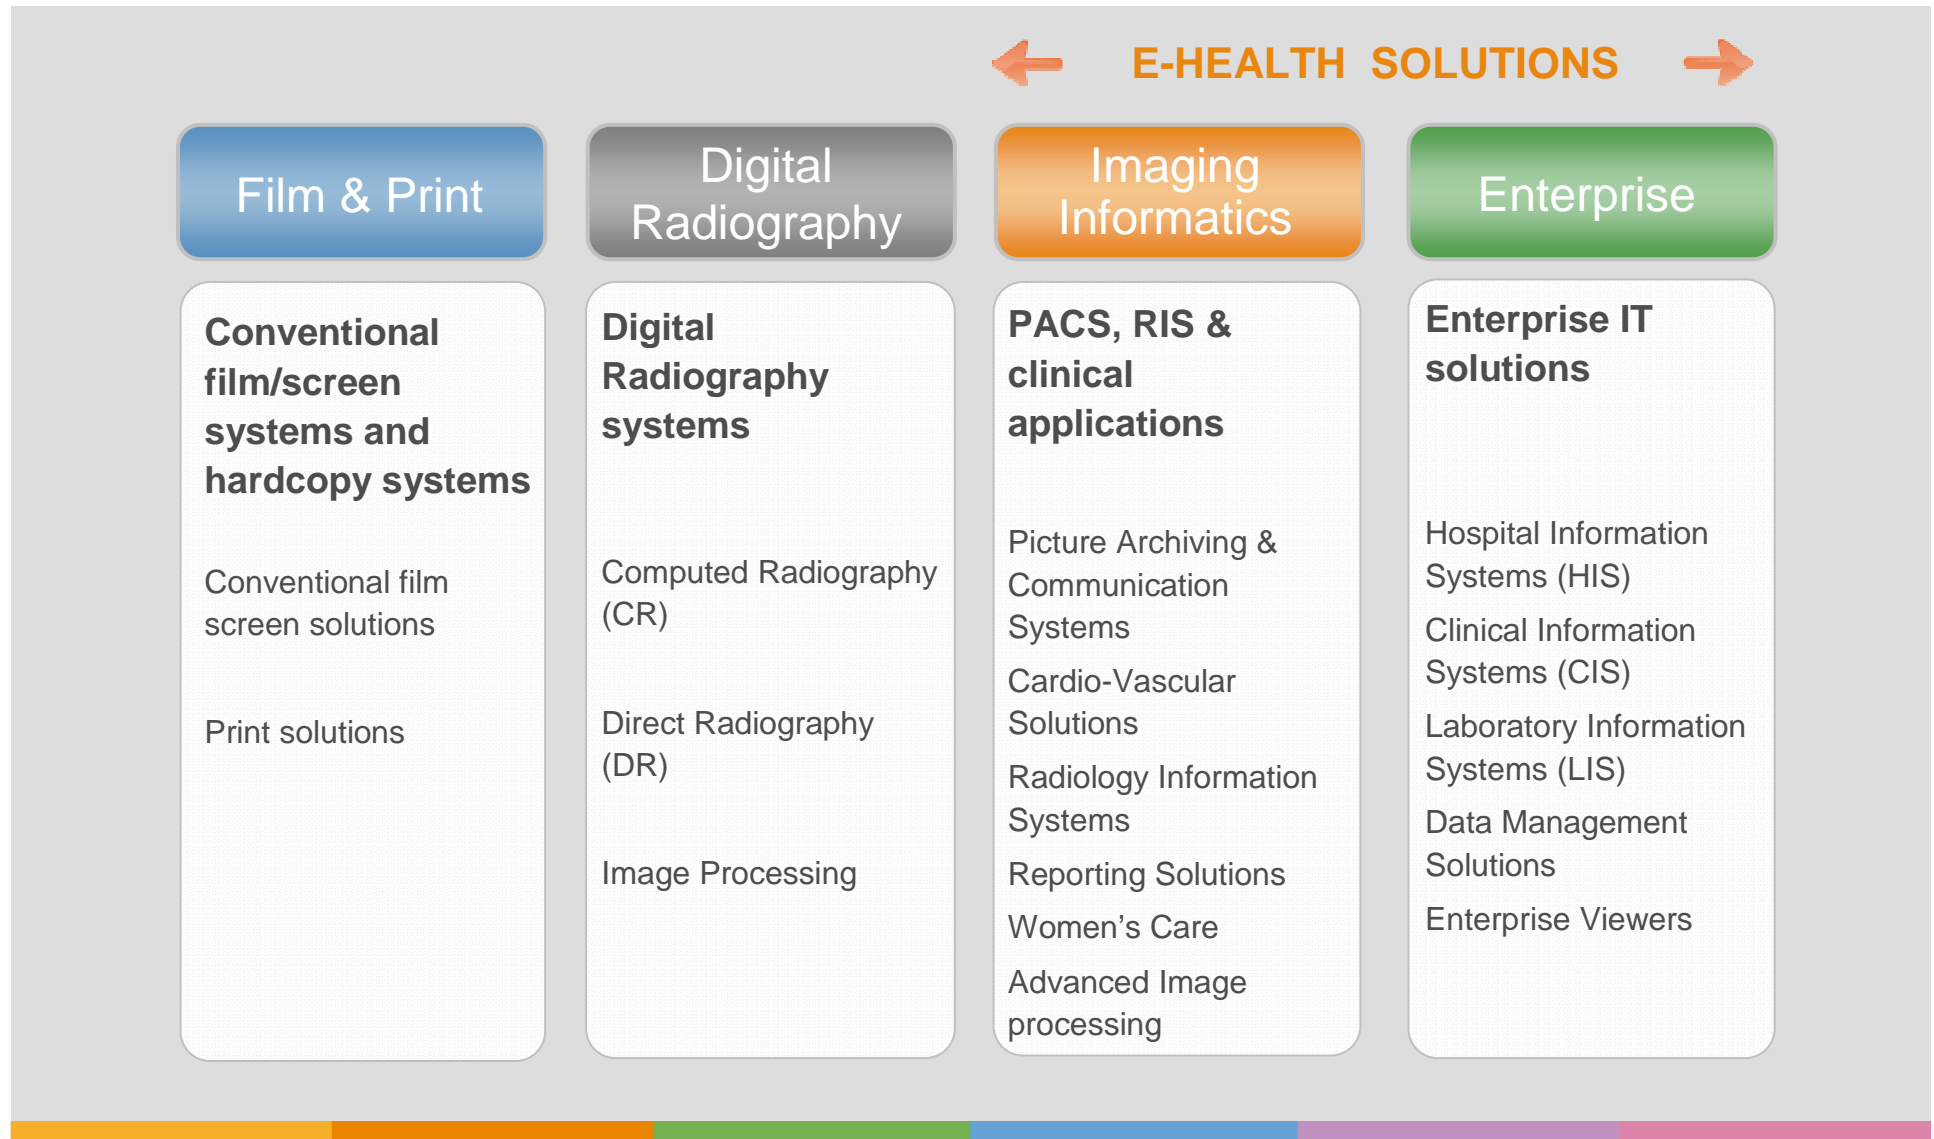 E-HEALTH SOLUTIONS
Film & Print
Digital
Radiography
Imaging
Informatics
Enterprise
Conventional
film/screen
systems and
hardcopy systems
Conventional film
screen solutions
Print solutions
Digital
Radiography
systems
Computed Radiography
(CR)
Direct Radiography
(DR)
Image Processing
PACS, RIS &
clinical
applications
Picture Archiving &
Communication
Systems
Cardio-Vascular
Solutions
Radiology Information
Systems
Reporting Solutions
Women’s Care
Advanced Image
processing
Enterprise IT
solutions
Hospital Information
Systems (HIS)
Clinical Information
Systems (CIS)
Laboratory Information
Systems (LIS)
Data Management
Solutions
Enterprise Viewers